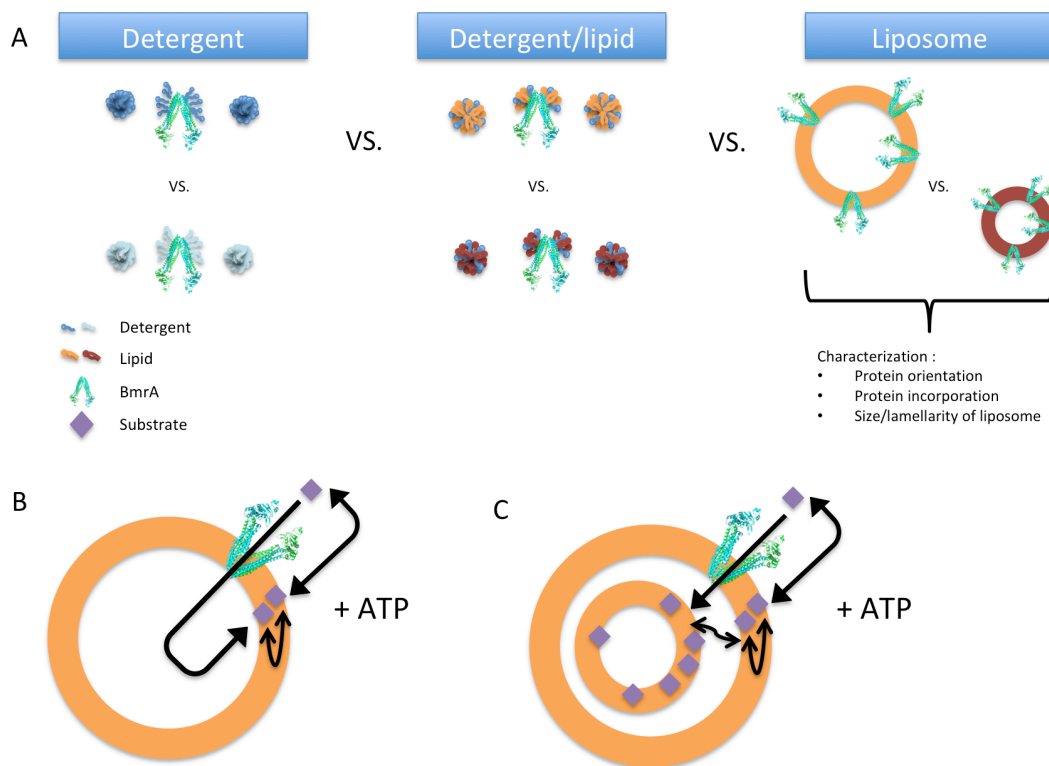 A
Detergent
Detergent/lipid
Liposome
VS.
VS.
VS.
VS.
VS.
Detergent
Lipid
BmrA
Substrate
Characterization :
• Protein orientation
• Protein incorporation
• Size/lamellarity of liposome
B
+ ATP
C
+ ATP